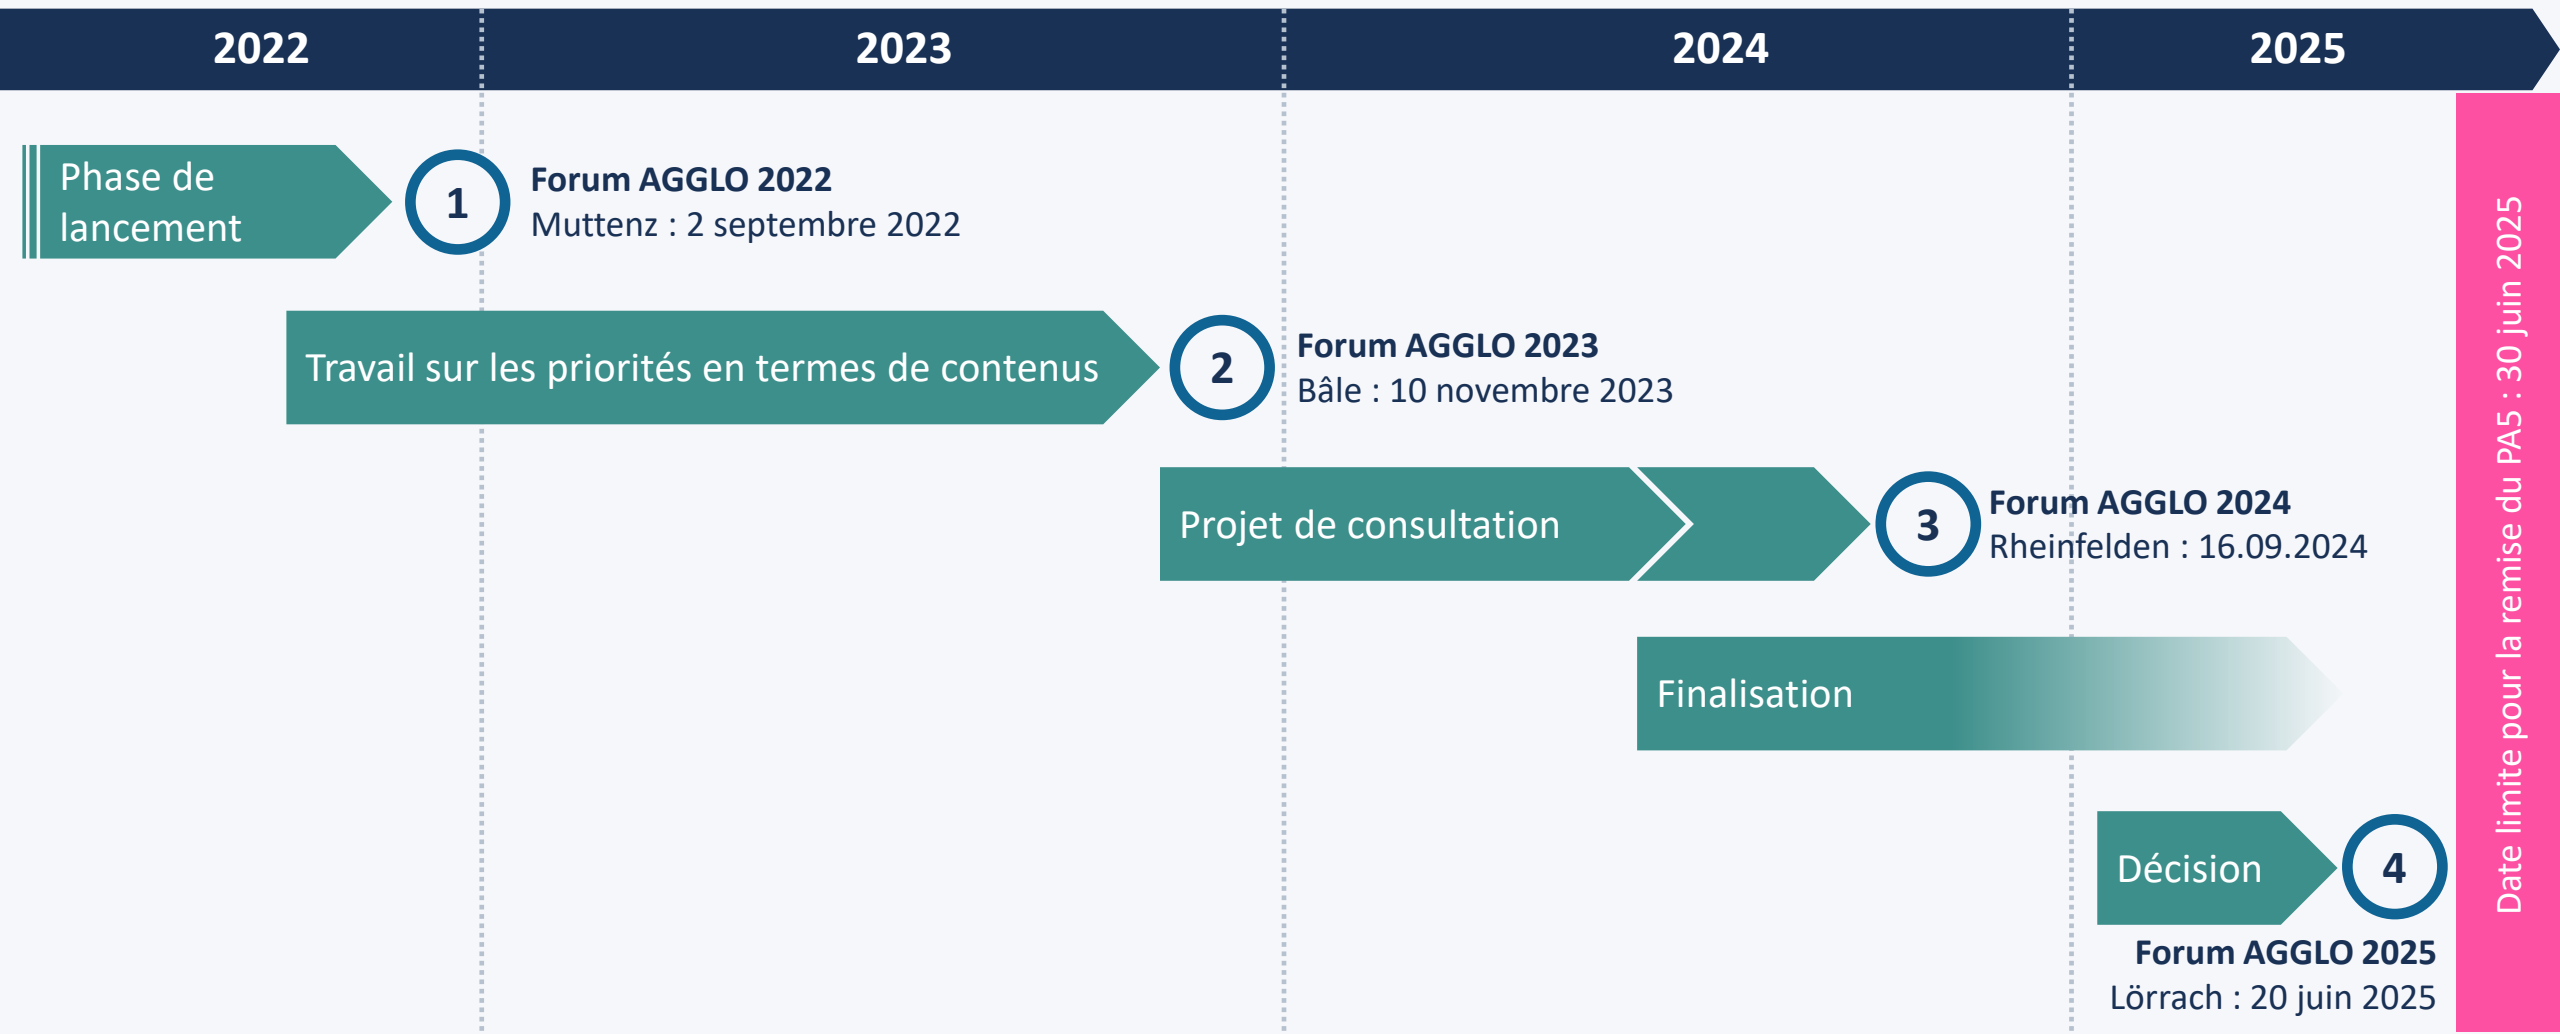 2022
2023
2024
2025
Phase de
lancement
1
Forum AGGLO 2022
Muttenz : 2 septembre 2022
Travail sur les priorités en termes de contenus
2
Forum AGGLO 2023
Bâle : 10 novembre 2023
Projet de consultation
3
Forum AGGLO 2024
Rheinfelden : 16.09.2024
Finalisation
Décision
4
Forum AGGLO 2025
Lörrach : 20 juin 2025
Date limite pour la remise du PA5 : 30 juin 2025